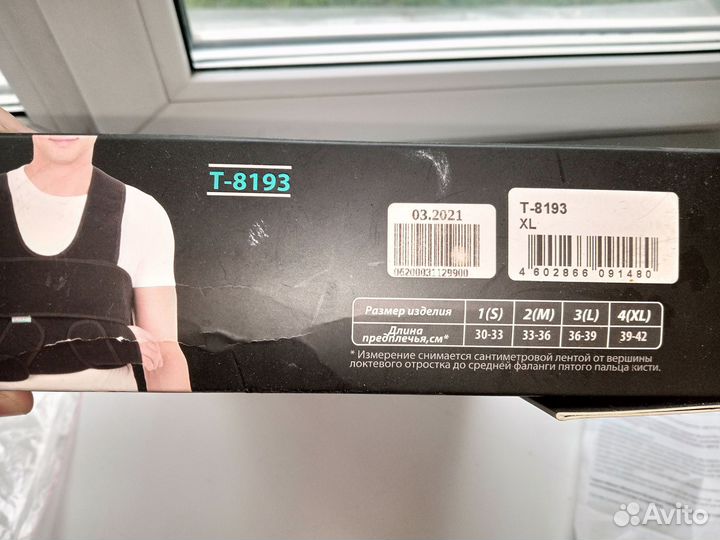 T-8193
03.2021
06200031129900
T-8193
XL
4 602866 091480
Размер изделия 1(S) 2(M) 3(L) 4(XL)
Длина
предплечья,см* 30-33 33-36 36-39 39-42
* Измерение снимается сантиметровой лентой от вершины
локтевого отростка до средней фаланги пятого пальца кисти.
Avito